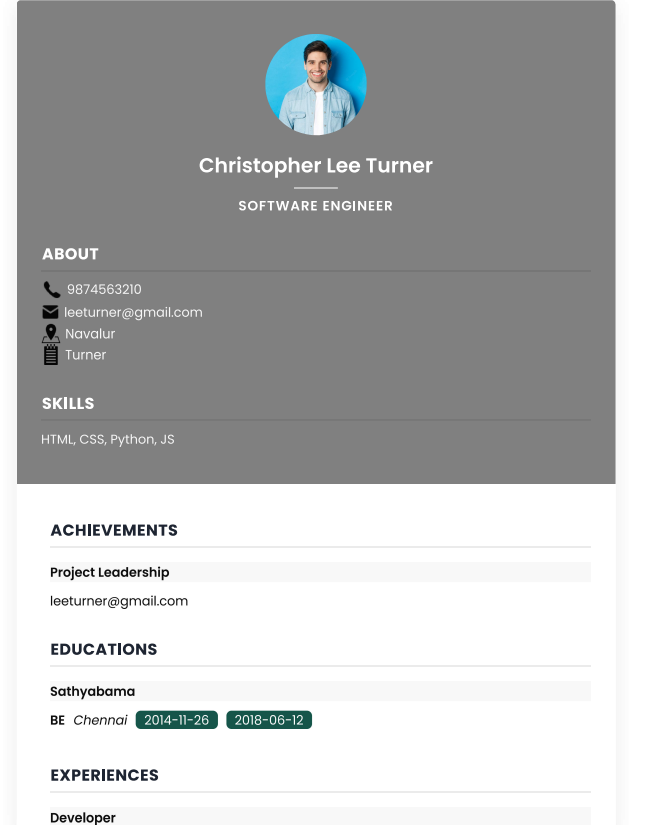 Christopher Lee Turner
SOFTWARE ENGINEER
ABOUT
9874563210
leeturner@gmail.com
Navalur
Turner
SKILLS
HTML, CSS, Python, JS
ACHIEVEMENTS
Project Leadership
leeturner@gmail.com
EDUCATIONS
Sathyabama
BE Chennai 2014-11-26 2018-06-12
EXPERIENCES
Developer